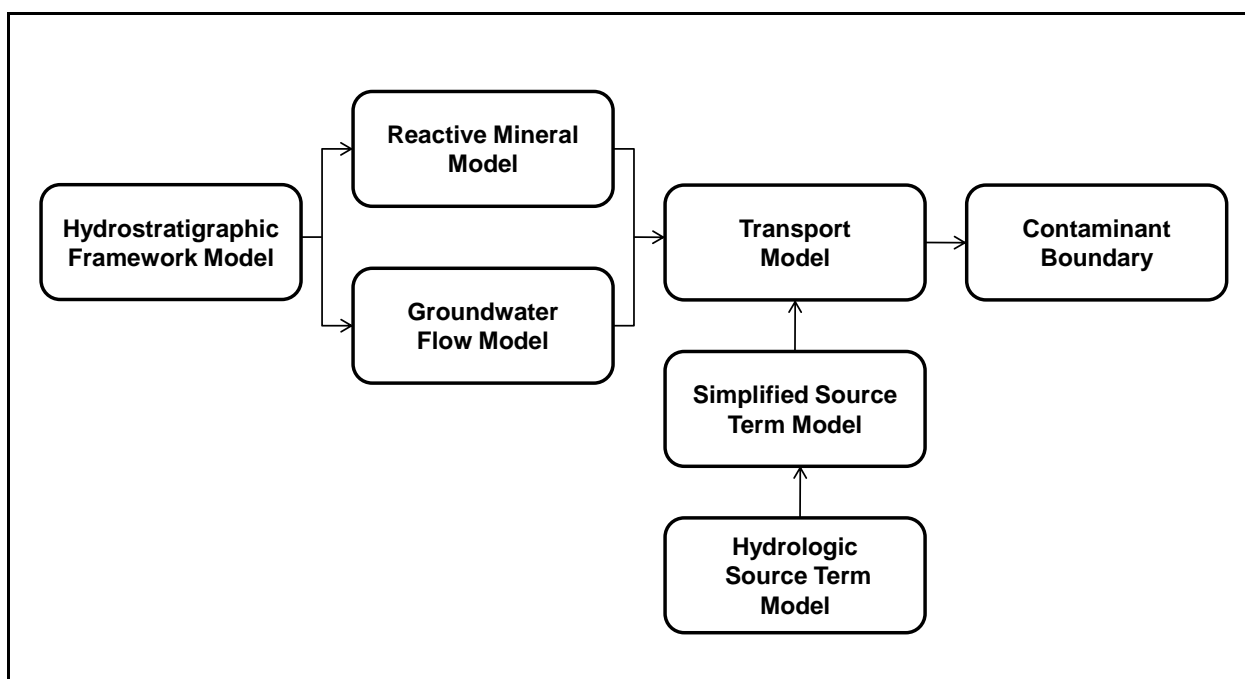 Reactive Mineral
Model
Hydrostratigraphic
Framework Model
Groundwater
Flow Model
Transport
Model
Contaminant
Boundary
Simplified Source
Term Model
Hydrologic
Source Term
Model